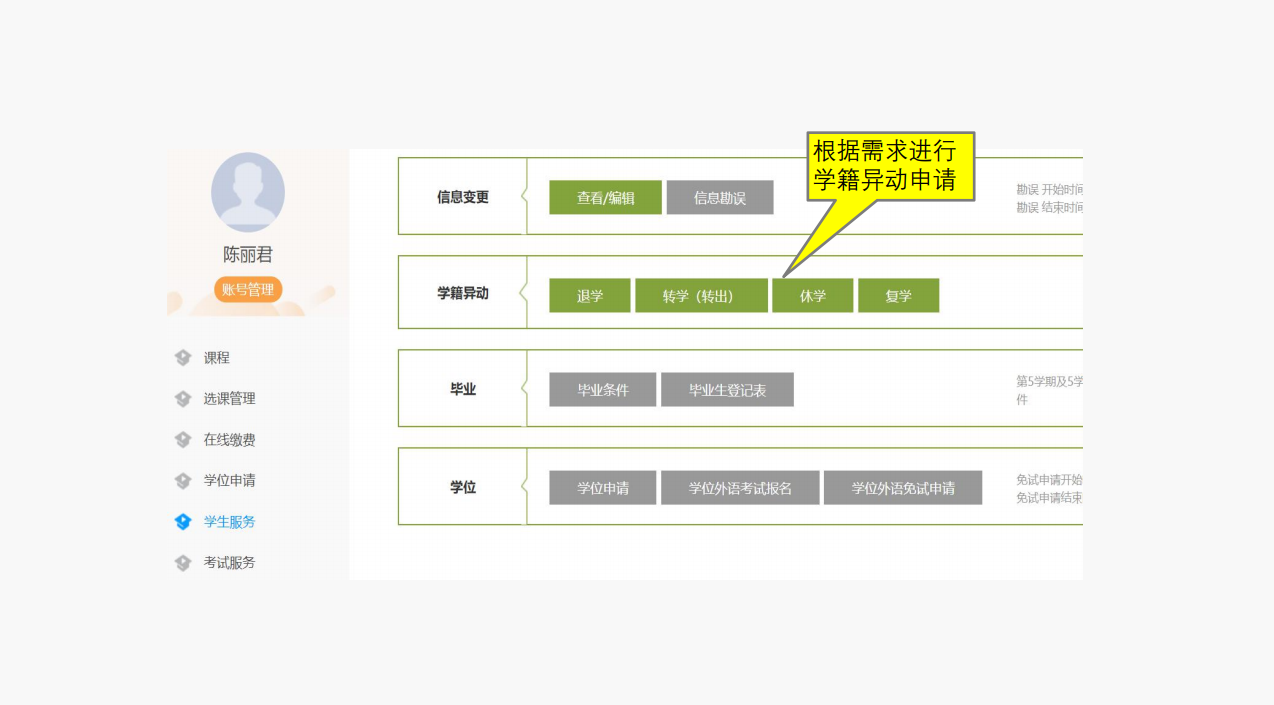 陈丽君
账号管理
课程
选课管理
在线缴费
学位申请
学生服务
考试服务
根据需求进行
学籍异动申请
信息变更
查看/编辑
信息勘误
勘误 开始时间
勘误 结束时间
学籍异动
退学
转学（转出）
休学
复学
毕业
毕业条件
毕业生登记表
第5学期及5学
件
学位
学位申请
学位外语考试报名
学位外语免试申请
免试申请开始
免试申请结束